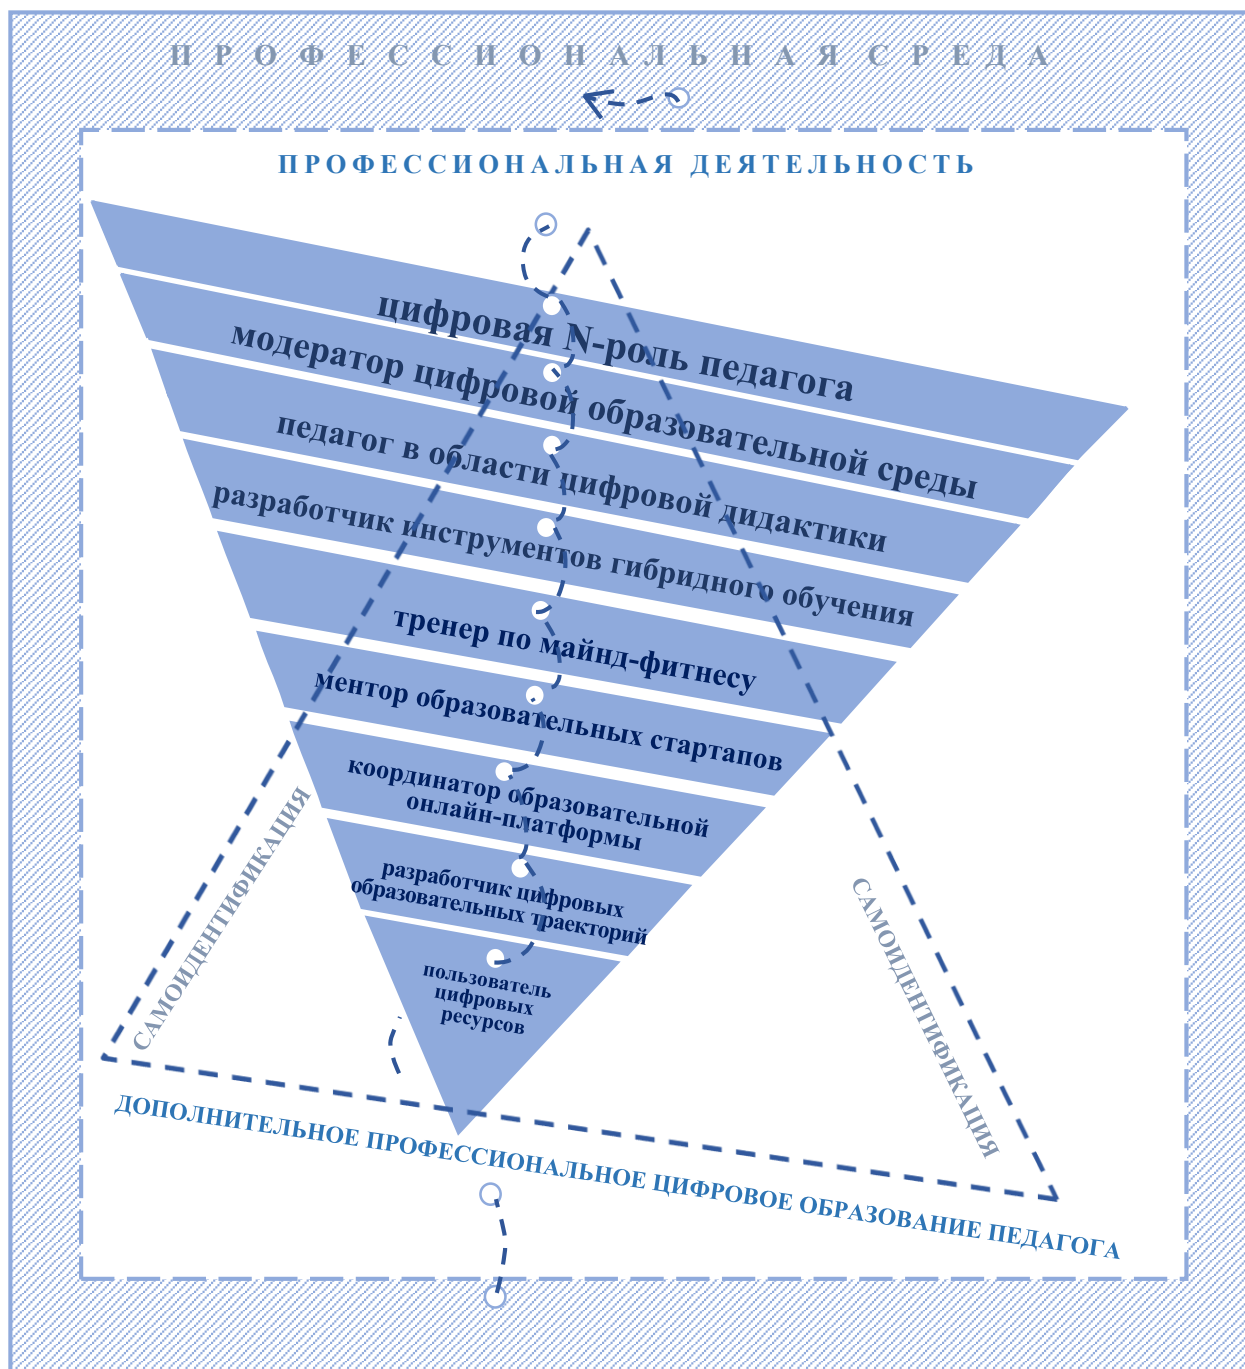 ПРОФЕССИОНАЛЬНАЯ СРЕДА
ПРОФЕССИОНАЛЬНАЯ ДЕЯТЕЛЬНОСТЬ
цифровая N-роль педагога
модератор цифровой образовательной среды
педагог в области цифровой дидактики
разработчик инструментов гибридного обучения
тренер по майнд-фитнесу
ментор образовательных стартапов
координатор образовательной
онлайн-платформы
разработчик цифровых
образовательных траекторий
пользователь
цифровых
ресурсов
САМОИДЕНТИФИКАЦИЯ
САМОИДЕНТИФИКАЦИЯ
ДОПОЛНИТЕЛЬНОЕ ПРОФЕССИОНАЛЬНОЕ ЦИФРОВОЕ ОБРАЗОВАНИЕ ПЕДАГОГА